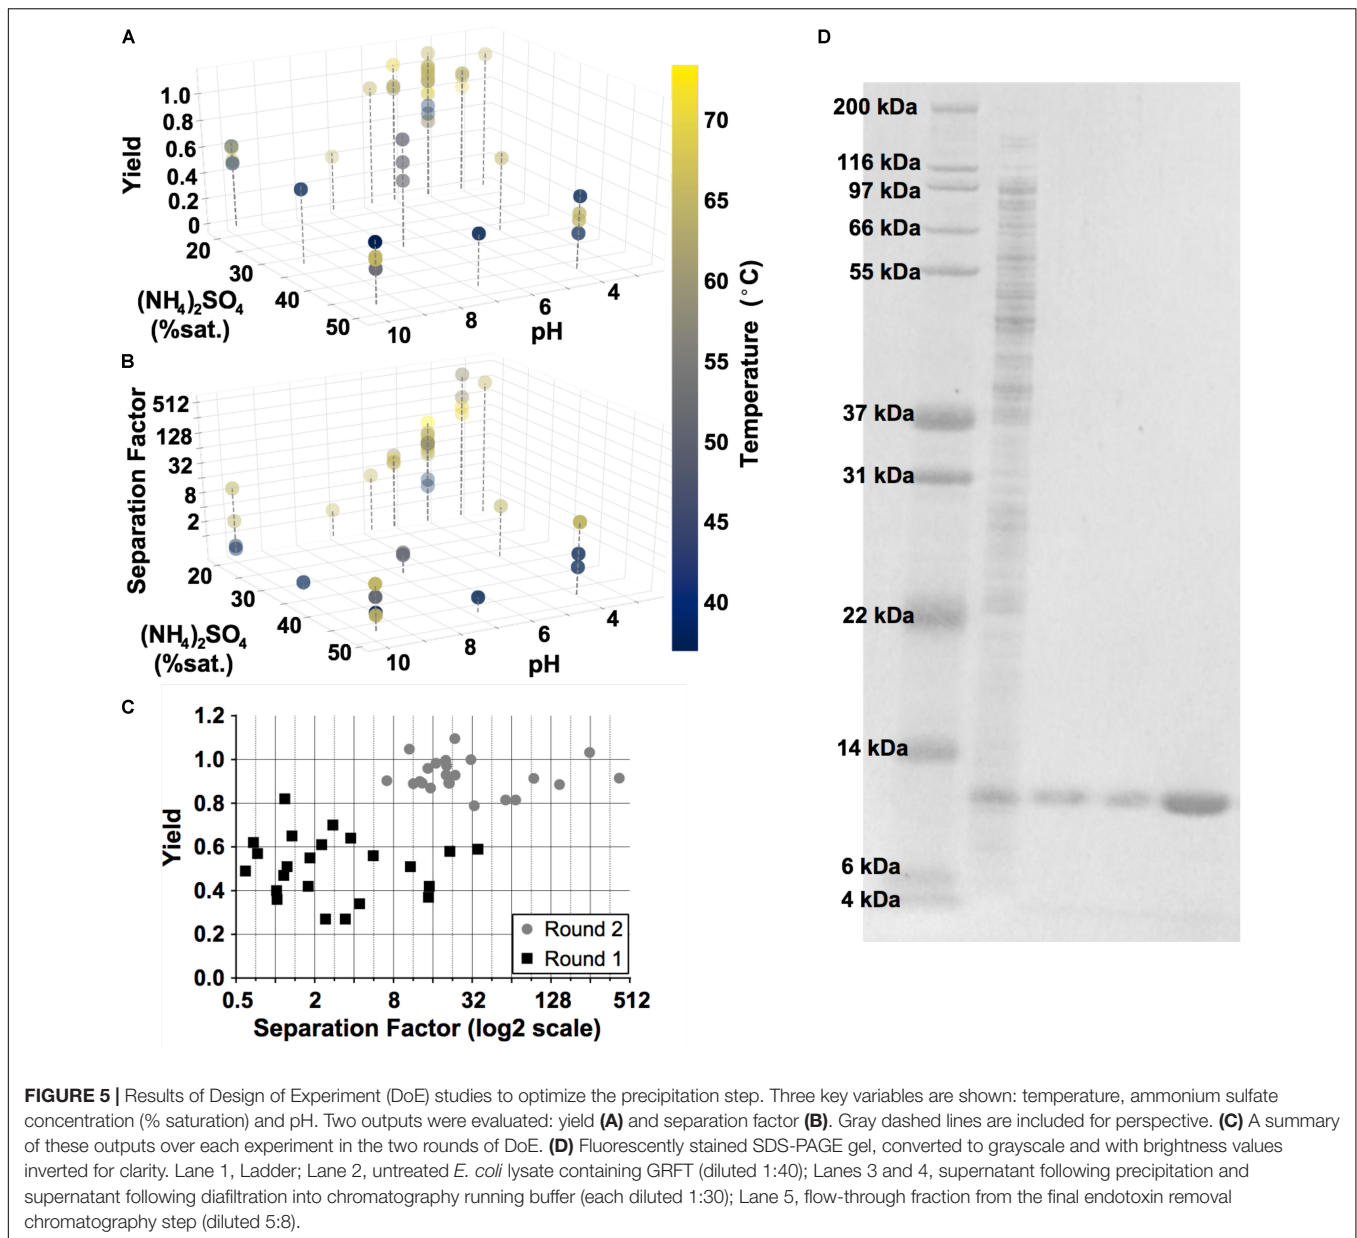 A
1.0
0.8
0.6
0.4
0.2
0
Yield
20
30
40
50
(NH4)2SO4
(%sat.)
10
8
6
4
pH
B
512
128
32
8
2
Separation Factor
20
30
40
50
(NH4)2SO4
(%sat.)
10
8
6
4
pH
70
65
60
55
50
45
40
Temperature (°C)
C
1.2
1.0
0.8
0.6
0.4
0.2
0.0
Yield
0.5 2 8 32 128 512
Separation Factor (log2 scale)
Round 2
Round 1
D
200 kDa
116 kDa
97 kDa
66 kDa
55 kDa
37 kDa
31 kDa
22 kDa
14 kDa
6 kDa
4 kDa
FIGURE 5 | Results of Design of Experiment (DoE) studies to optimize the precipitation step. Three key variables are shown: temperature, ammonium sulfate
concentration (% saturation) and pH. Two outputs were evaluated: yield (A) and separation factor (B). Gray dashed lines are included for perspective. (C) A summary
of these outputs over each experiment in the two rounds of DoE. (D) Fluorescently stained SDS-PAGE gel, converted to grayscale and with brightness values
inverted for clarity. Lane 1, Ladder; Lane 2, untreated E. coli lysate containing GRFT (diluted 1:40); Lanes 3 and 4, supernatant following precipitation and
supernatant following diafiltration into chromatography running buffer (each diluted 1:30); Lane 5, flow-through fraction from the final endotoxin removal
chromatography step (diluted 5:8).